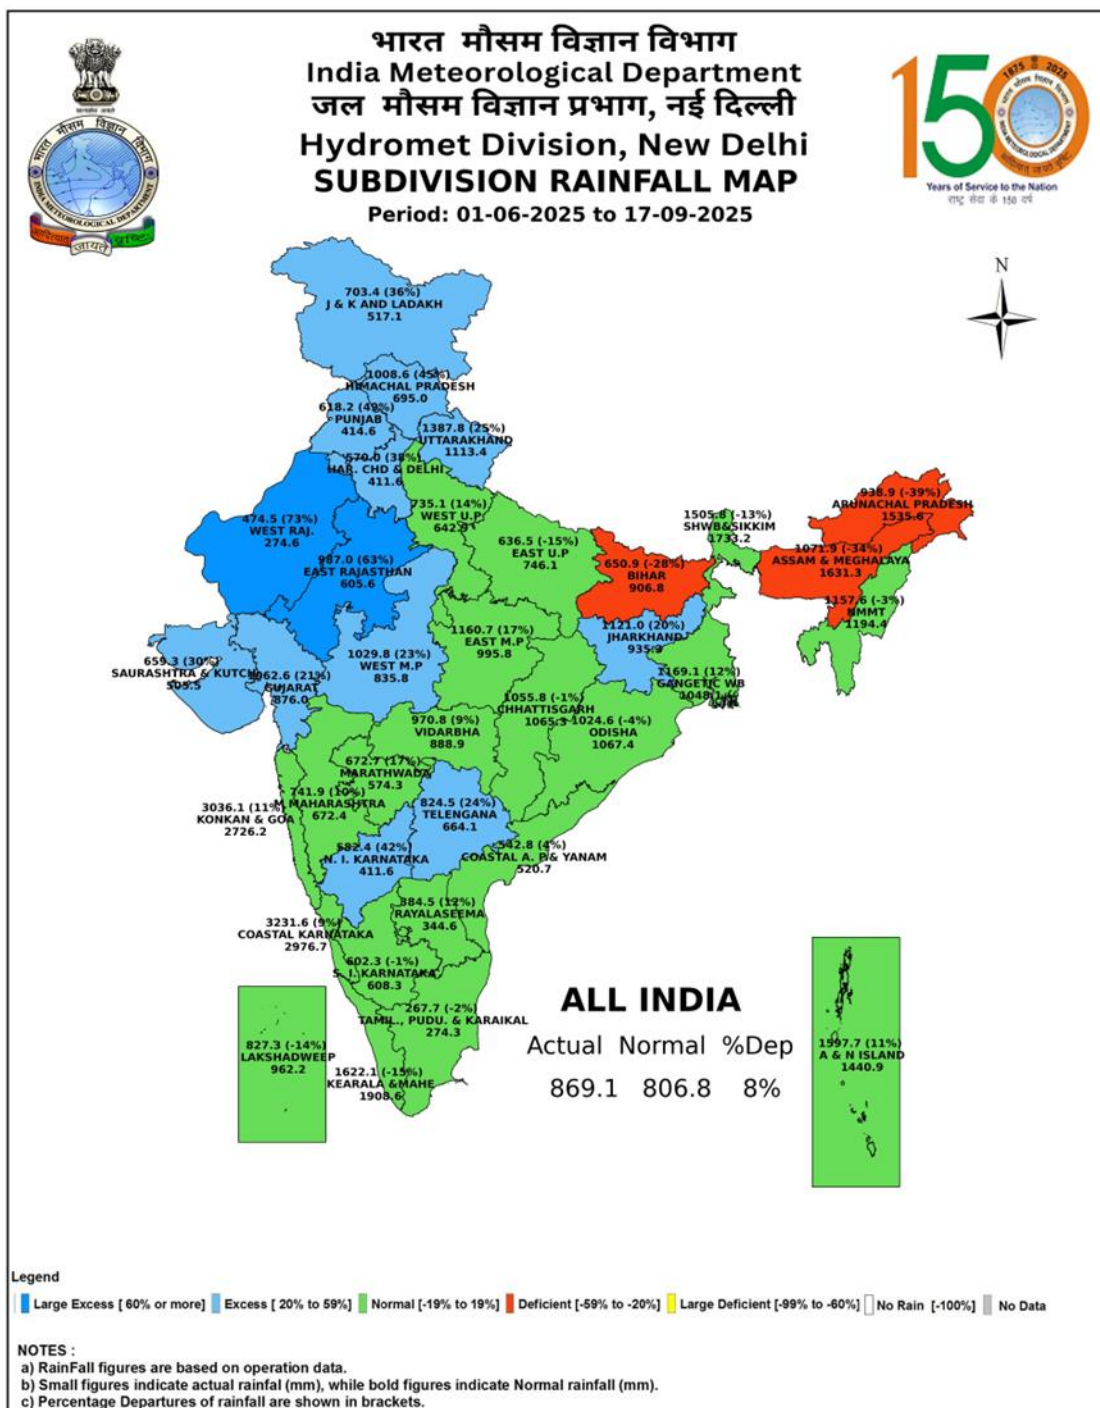 भारत मौसम विज्ञान विभाग
India Meteorological Department
जल मौसम विज्ञान प्रभाग, नई दिल्ली
Hydromet Division, New Delhi
SUBDIVISION RAINFALL MAP
Period: 01-06-2025 to 17-09-2025
भारत मौसम विज्ञान विभाग
INDIA METEOROLOGICAL DEPARTMENT
आदित्यात् जायते वृष्टि
150
1875 2025
INDIA METEOROLOGICAL DEPARTMENT
Years of Service to the Nation
राष्ट्र सेवा के 150 वर्ष
N
703.4 (36%)
J & K AND LADAKH
517.1
1008.6 (45%)
HIMACHAL PRADESH
695.0
618.2 (49%)
PUNJAB
414.6
1387.8 (25%)
UTTARAKHAND
1113.4
570.0 (38%)
HAR. CHD & DELHI
411.6
474.5 (73%)
WEST RAJ.
274.6
735.1 (14%)
WEST U.P
642.9
987.0 (63%)
EAST RAJASTHAN
605.6
636.5 (-15%)
EAST U.P
746.1
650.9 (-28%)
BIHAR
906.8
1505.8 (-13%)
SHWB&SIKKIM
1733.2
938.9 (-39%)
ARUNACHAL PRADESH
1535.6
1071.9 (-34%)
ASSAM & MEGHALAYA
1631.3
1157.6 (-3%)
NMMT
1194.4
1121.0 (20%)
JHARKHAND
935.9
1160.7 (17%)
EAST M.P
995.8
1029.8 (23%)
WEST M.P
835.8
659.3 (30%)
SAURASHTRA & KUTCH
505.5
1062.6 (21%)
GUJARAT
876.0
1169.1 (12%)
GANGETIC WB
1048.1
1055.8 (-1%)
CHHATTISGARH
1065.3
1024.6 (-4%)
ODISHA
1067.4
970.8 (9%)
VIDARBHA
888.9
672.7 (17%)
MARATHWADA
574.3
741.9 (10%)
M MAHARASHTRA
672.4
3036.1 (11%)
KONKAN & GOA
2726.2
824.5 (24%)
TELENGANA
664.1
582.4 (42%)
N. I. KARNATAKA
411.6
542.8 (4%)
COASTAL A. P.& YANAM
520.7
384.5 (12%)
RAYALASEEMA
344.6
3231.6 (9%)
COASTAL KARNATAKA
2976.7
602.3 (-1%)
S. I. KARNATAKA
608.3
267.7 (-2%)
TAMIL., PUDU. & KARAIKAL
274.3
827.3 (-14%)
LAKSHADWEEP
962.2
1622.1 (-15%)
KEARALA &MAHE
1908.6
1597.7 (11%)
A & N ISLAND
1440.9
ALL INDIA
Actual Normal %Dep
869.1 806.8 8%
Legend
Large Excess [ 60% or more] Excess [ 20% to 59%] Normal [-19% to 19%] Deficient [-59% to -20%] Large Deficient [-99% to -60%] No Rain [-100%] No Data
NOTES :
a) RainFall figures are based on operation data.
b) Small figures indicate actual rainfal (mm), while bold figures indicate Normal rainfall (mm).
c) Percentage Departures of rainfall are shown in brackets.